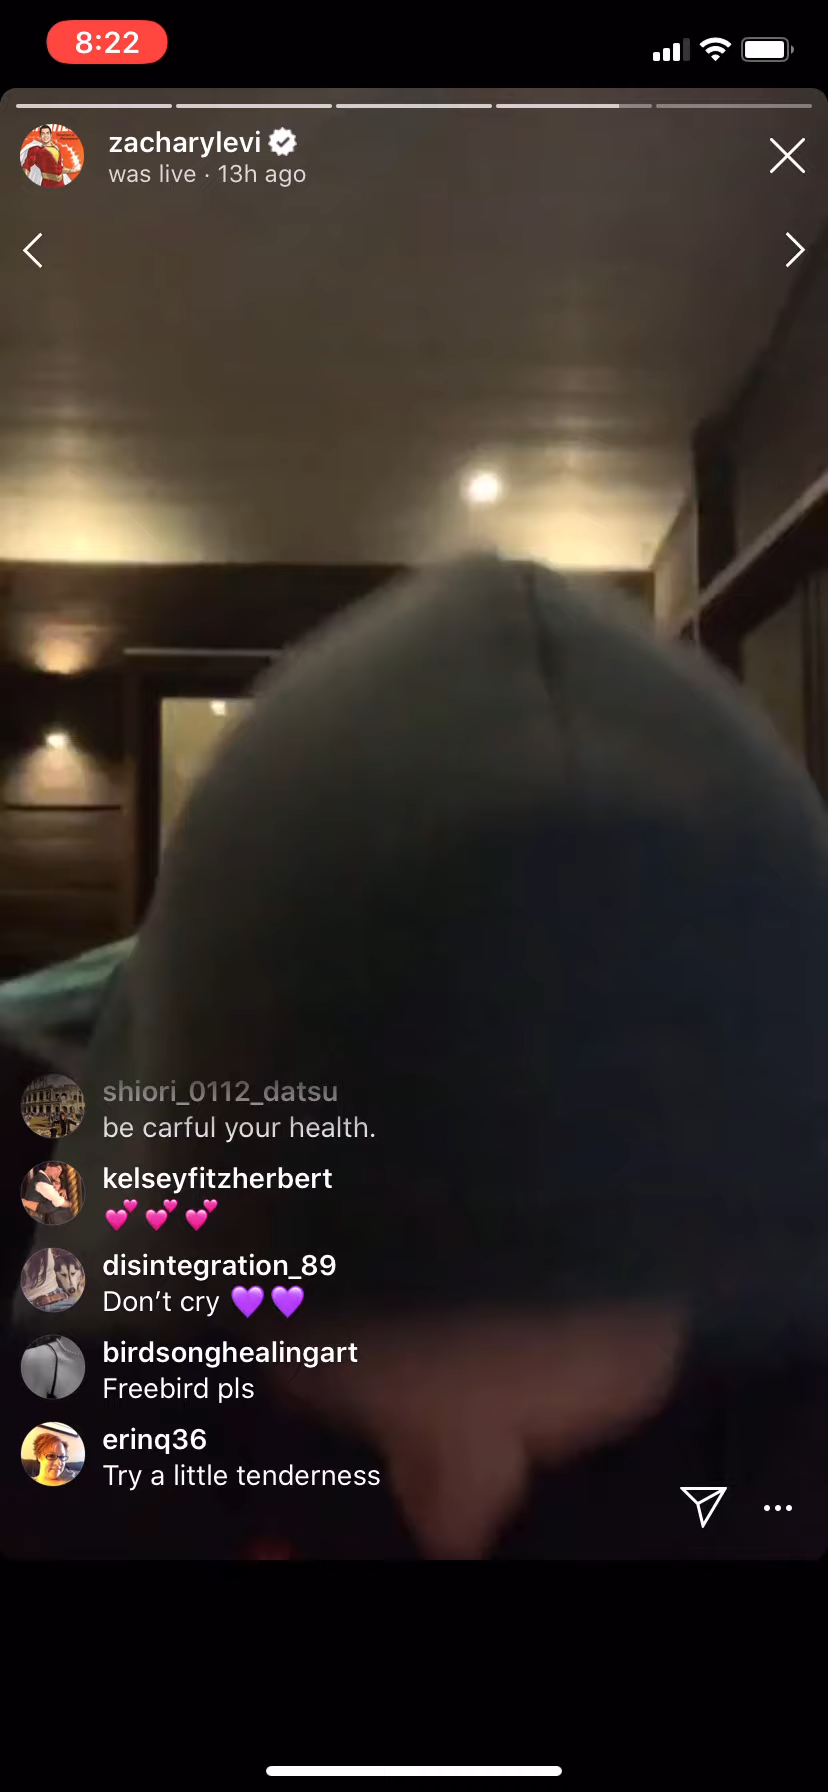 8:22
zacharylevi
was live · 13h ago
shiori_0112_datsu
be carful your health.
kelseyfitzherbert
💕 💕 💕
disintegration_89
Don’t cry 💜💜
birdsonghealingart
Freebird pls
erinq36
Try a little tenderness